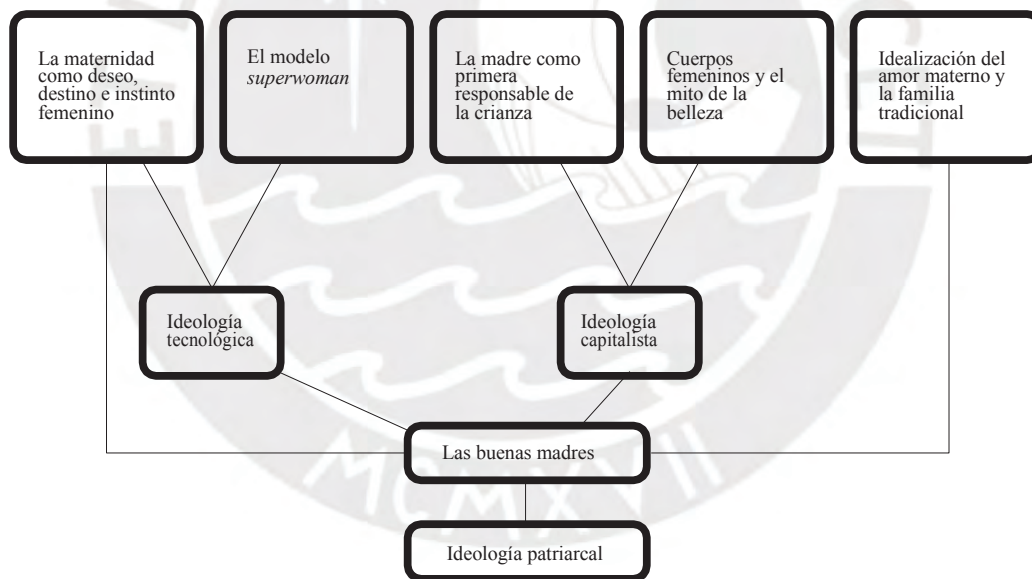 La maternidad
como deseo,
destino e instinto
femenino
El modelo
superwoman
La madre como
primera
responsable de
la crianza
Cuerpos
femeninos y el
mito de la
belleza
Idealización del
amor materno y
la familia
tradicional
Ideología
tecnológica
Ideología
capitalista
Las buenas madres
Ideología patriarcal
MCMXVII